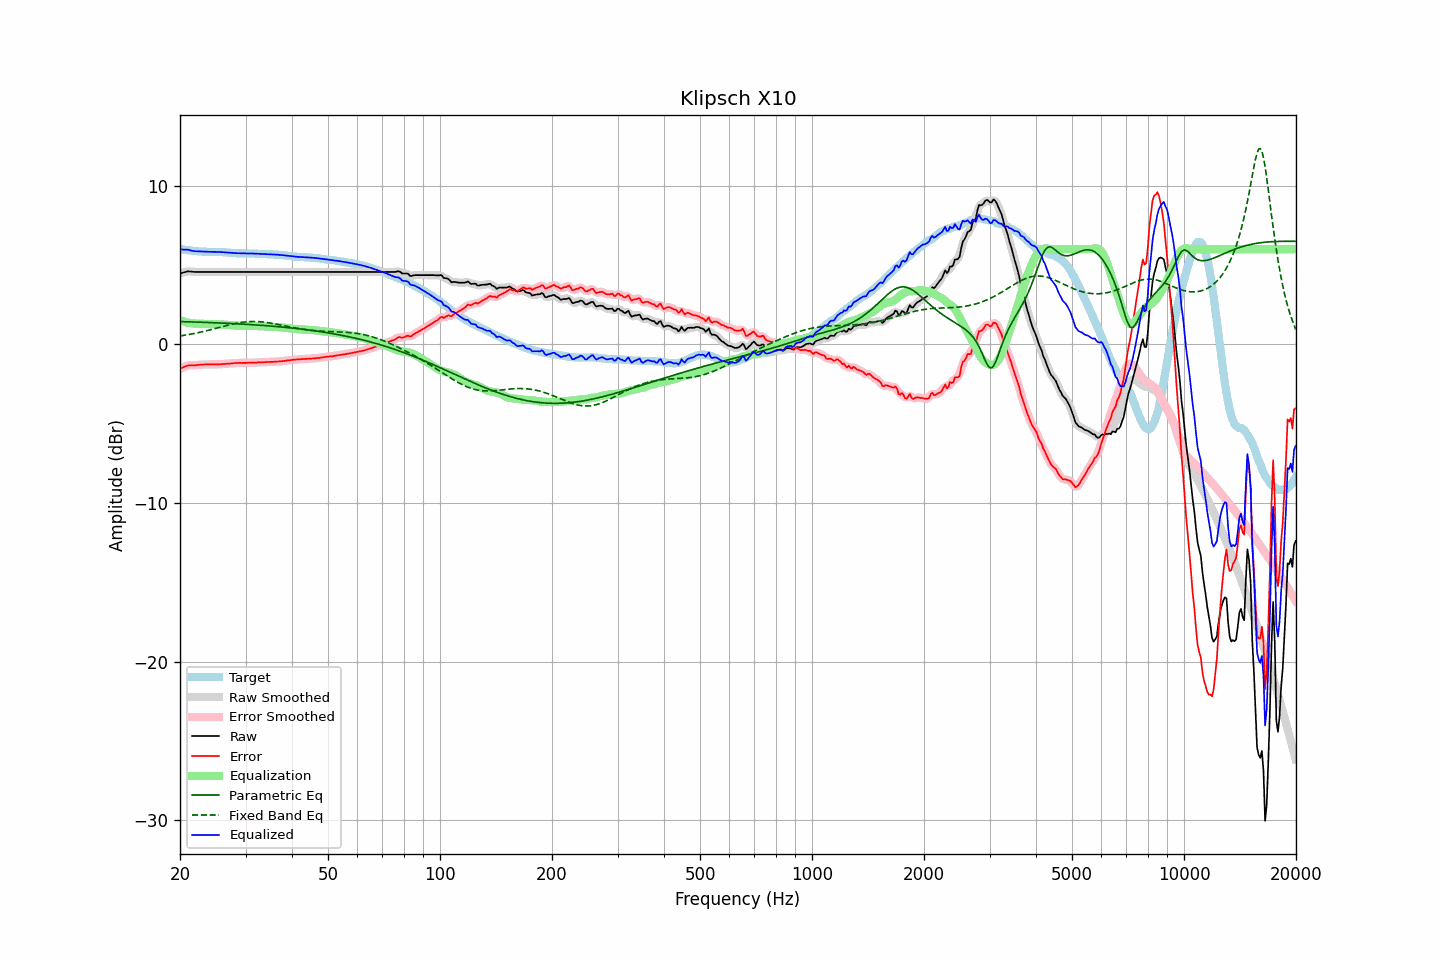 Klipsch X10
Amplitude (dBr)
10
0
−10
−20
−30
Target
Raw Smoothed
Error Smoothed
Raw
Error
Equalization
Parametric Eq
Fixed Band Eq
Equalized
20 50 100 200 500 1000 2000 5000 10000 20000
Frequency (Hz)